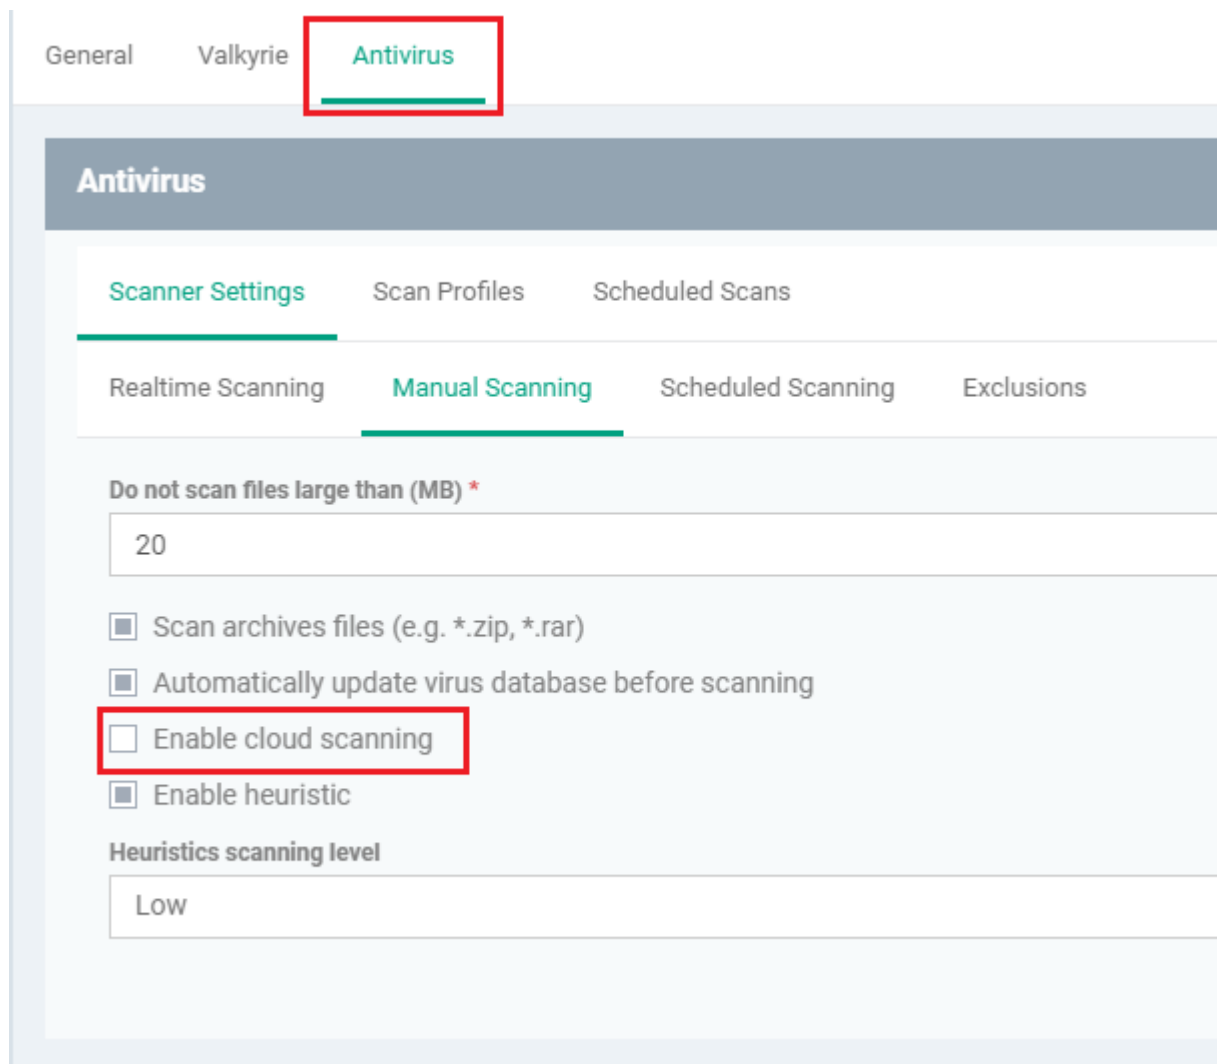 General Valkyrie Antivirus
Antivirus
Scanner Settings Scan Profiles Scheduled Scans
Realtime Scanning Manual Scanning Scheduled Scanning Exclusions
Do not scan files large than (MB) *
20
Scan archives files (e.g. *.zip, *.rar)
Automatically update virus database before scanning
Enable cloud scanning
Enable heuristic
Heuristics scanning level
Low